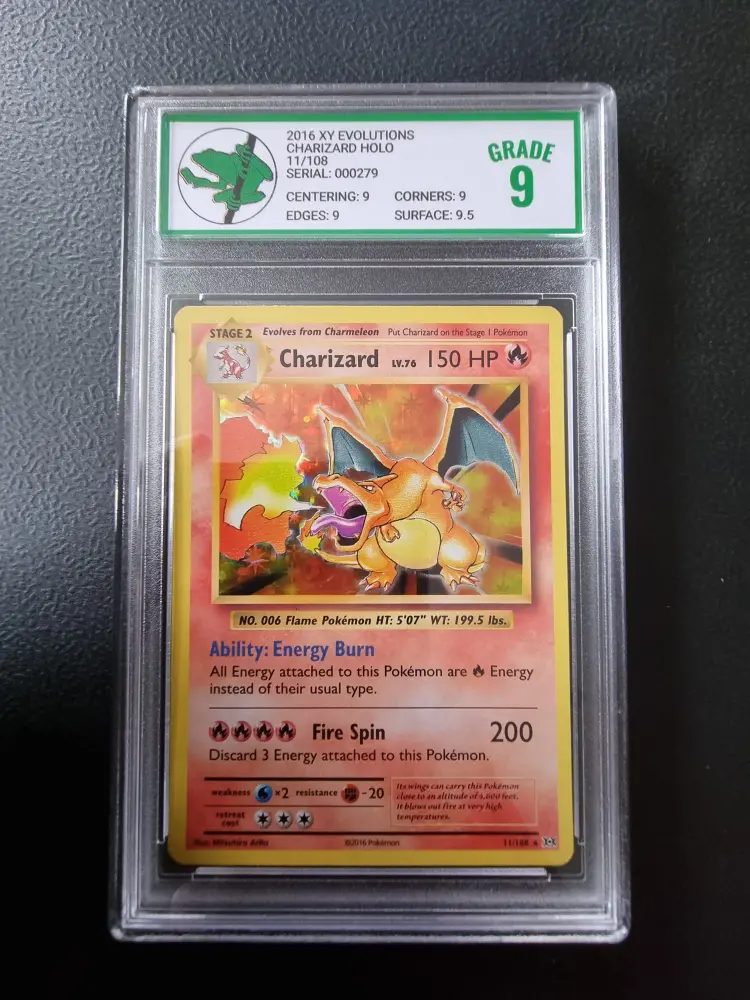 2016 XY EVOLUTIONS
CHARIZARD HOLO
11/108
SERIAL: 000279
CENTERING: 9 CORNERS: 9
EDGES: 9 SURFACE: 9.5
GRADE
9
STAGE 2 Evolves from Charmeleon Put Charizard on the Stage 1 Pokémon
Charizard LV.76 150 HP
NO. 006 Flame Pokémon HT: 5'07" WT: 199.5 lbs.
Ability: Energy Burn
All Energy attached to this Pokémon are Energy
instead of their usual type.
Fire Spin 200
Discard 3 Energy attached to this Pokémon.
weakness ×2 resistance -20
retreat
cost
Its wings can carry this Pokémon
close to an altitude of 4,600 feet.
It blows out fire at very high
temperatures.
Illus. Mitsuhiro Arita ©2016 Pokémon 11/108 ★